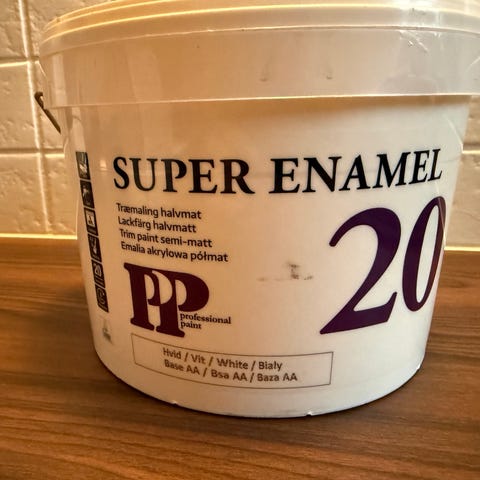 SUPER ENAMEL
20
Træmaling halvmat
Lackfärg halvmatt
Trim paint semi-matt
Emalia akrylowa półmat
PP
professional
paint
Hvid / Vit / White / Bialy
Base AA / Bsa AA / Baza AA